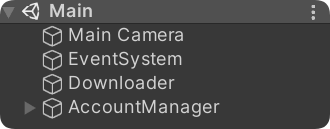 Main
Main Camera
EventSystem
Downloader
AccountManager